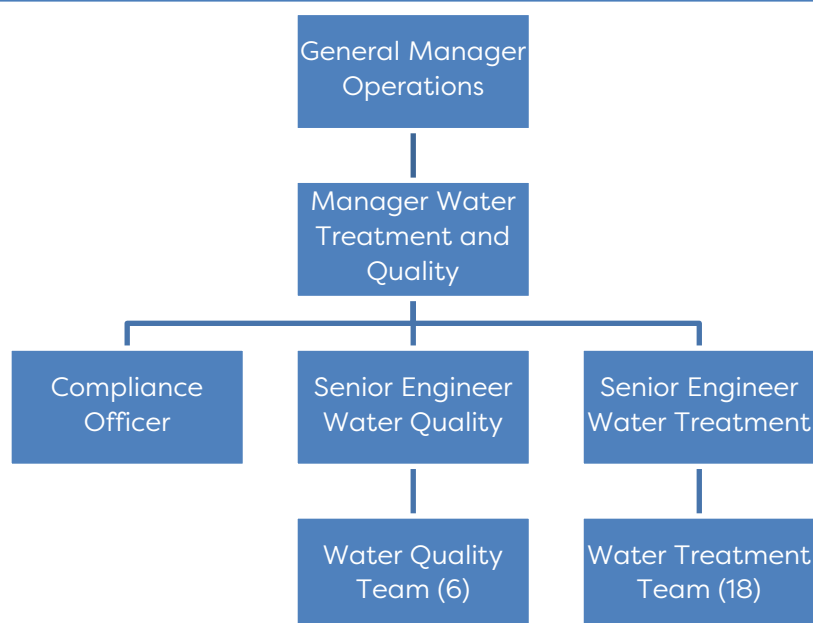 General Manager
Operations
Manager Water
Treatment and
Quality
Compliance
Officer
Senior Engineer
Water Quality
Senior Engineer
Water Treatment
Water Quality
Team (6)
Water Treatment
Team (18)